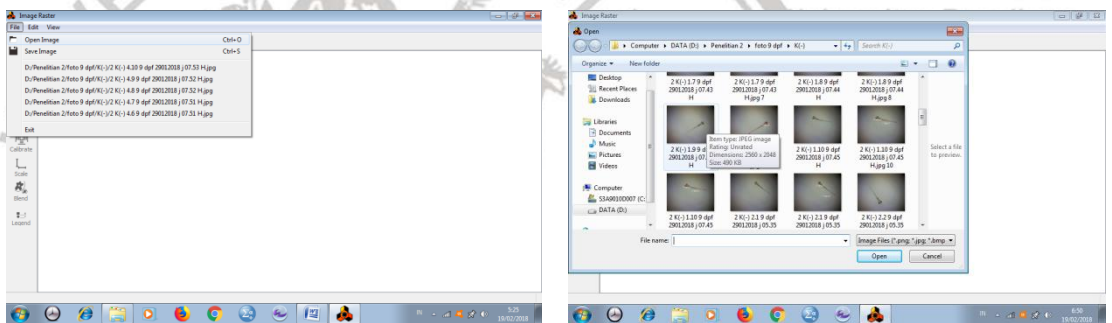 Image Raster
File Edit View
Open Image Ctrl+O
Save Image Ctrl+S
D:/Penelitian 2/foto 9 dpf/K(-)/2 K(-) 4.10 9 dpf 29012018 j 07.53 H.jpg
D:/Penelitian 2/foto 9 dpf/K(-)/2 K(-) 4.9 9 dpf 29012018 j 07.52 H.jpg
D:/Penelitian 2/foto 9 dpf/K(-)/2 K(-) 4.8 9 dpf 29012018 j 07.52 H.jpg
D:/Penelitian 2/foto 9 dpf/K(-)/2 K(-) 4.7 9 dpf 29012018 j 07.51 H.jpg
D:/Penelitian 2/foto 9 dpf/K(-)/2 K(-) 4.6 9 dpf 29012018 j 07.51 H.jpg
Exit
Calibrate
Scale
Blend
Legend
IN
5:25
19/02/2018
Image Raster
Open
Computer DATA (D:) Penelitian 2 foto 9 dpf K(-)
Search K(-)
Organize New folder
Desktop
Recent Places
Downloads
Libraries
Documents
Music
Pictures
Videos
Computer
S3A9010D007 (C:
DATA (D:)
2 K(-) 1.7 9 dpf 29012018 j 07.43 H
2 K(-) 1.7 9 dpf 29012018 j 07.43 H.jpg 7
2 K(-) 1.8 9 dpf 29012018 j 07.44 H
2 K(-) 1.8 9 dpf 29012018 j 07.44 H.jpg 8
2 K(-) 1.9 9 d 29012018 j 07. H
Item type: JPEG image
Rating: Unrated
Dimensions: 2560 x 2048
Size: 490 KB
2 K(-) 1.10 9 dpf 29012018 j 07.45 H
2 K(-) 1.10 9 dpf 29012018 j 07.45 H.jpg 10
2 K(-) 1.10 9 dpf 29012018 j 07.45
2 K(-) 2.1 9 dpf 29012018 j 05.35
2 K(-) 2.1 9 dpf 29012018 j 05.35
2 K(-) 2.2 9 dpf 29012018 j 05.35
Select a file to preview.
File name:
Image Files (*.png; *.jpg; *.bmp
Open Cancel
IN
6:50
19/02/2018